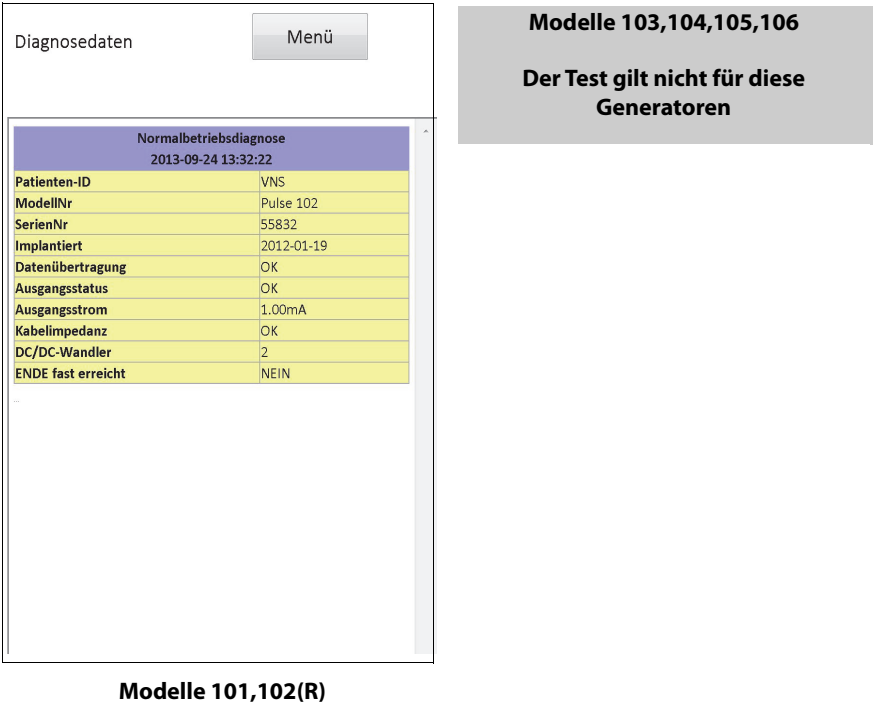 Diagnosedaten
Menü
Normalbetriebsdiagnose
2013-09-24 13:32:22
Patienten-ID VNS
ModellNr Pulse 102
SerienNr 55832
Implantiert 2012-01-19
Datenübertragung OK
Ausgangsstatus OK
Ausgangsstrom 1.00mA
Kabelimpedanz OK
DC/DC-Wandler 2
ENDE fast erreicht NEIN
...
Modelle 101,102(R)
Modelle 103,104,105,106
Der Test gilt nicht für diese
Generatoren